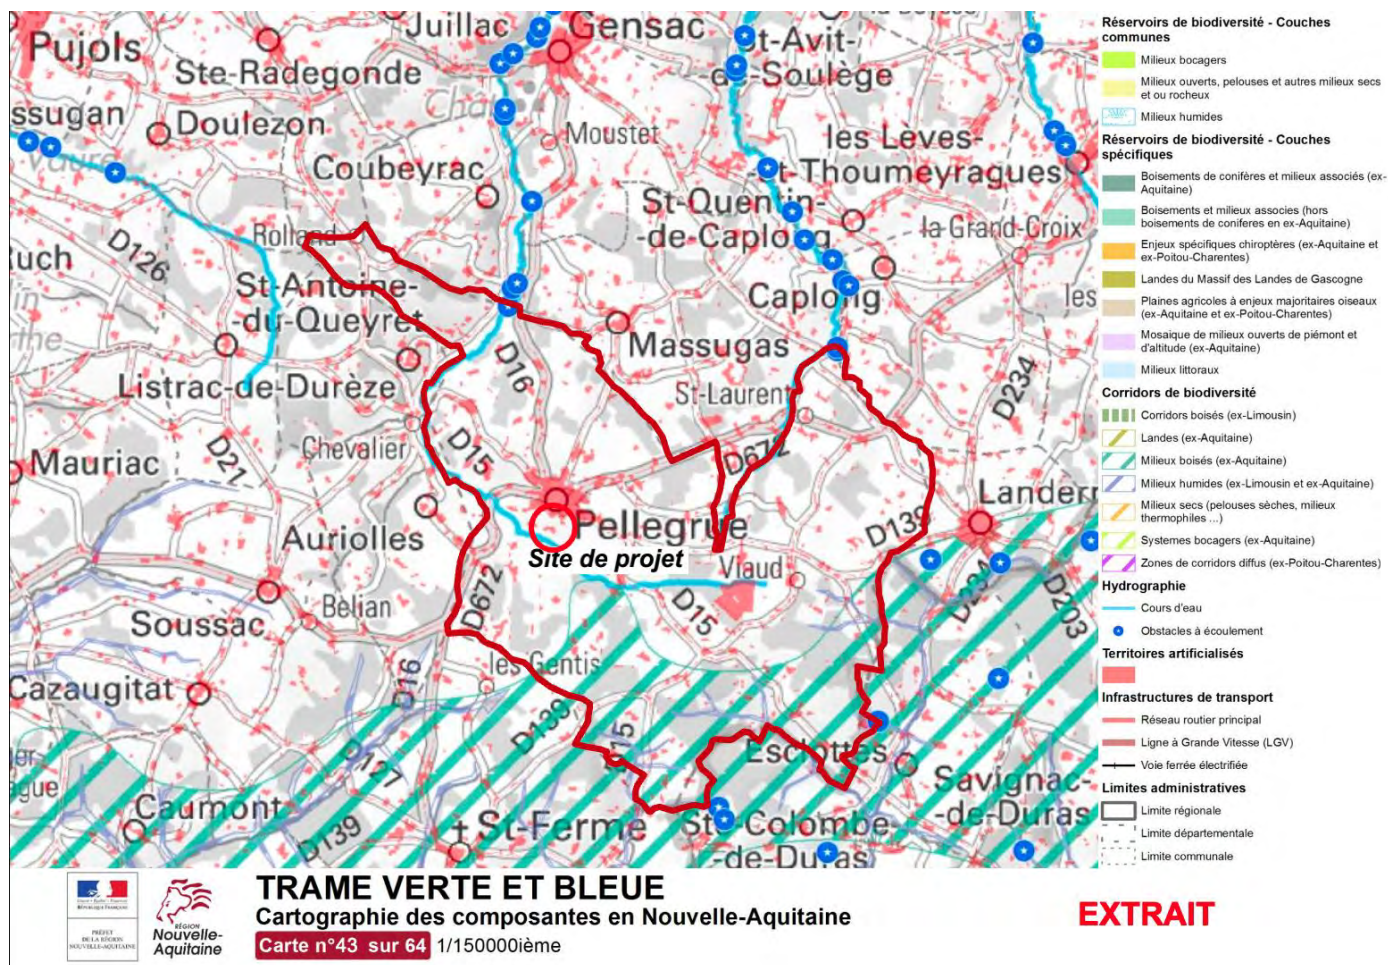 Juillac
Gensac
St-Avit-
de-Soulège
Pujols
Ste-Radegonde
ssugan
Doulezon
Moustet
les Lèves-
-et-Thoumeyragues
Coubeyrac
St-Quentin-
-de-Caplong
la Grand-Croix
Rolland
D126
Ruch
St-Antoine-
-du-Queyret
Caplong
les
D16
Massugas
D234
Listrac-de-Durèze
St-Laurent
Chevalier
D15
D672
Mauriac
D21
Landerr
Pellegrue
D139
Auriolles
Site de projet
Viaud
D234
D203
D672
D15
Belian
Soussac
les Gentis
D16
Cazaugitat
D139
D15
Esclottes
D127
ague
Savignac-
-de-Duras
Caumont
D139
St-Ferme
Ste-Colombe-
-de-Duras
Réservoirs de biodiversité - Couches
communes
Milieux bocagers
Milieux ouverts, pelouses et autres milieux secs
et ou rocheux
Milieux humides
Réservoirs de biodiversité - Couches
spécifiques
Boisements de conifères et milieux associés (ex-
Aquitaine)
Boisements et milieux associes (hors
boisements de coniferes en ex-Aquitaine)
Enjeux spécifiques chiroptères (ex-Aquitaine et
ex-Poitou-Charentes)
Landes du Massif des Landes de Gascogne
Plaines agricoles à enjeux majoritaires oiseaux
(ex-Aquitaine et ex-Poitou-Charentes)
Mosaique de milieux ouverts de piémont et
d'altitude (ex-Aquitaine)
Milieux littoraux
Corridors de biodiversité
Corridors boisés (ex-Limousin)
Landes (ex-Aquitaine)
Milieux boisés (ex-Aquitaine)
Milieux humides (ex-Limousin et ex-Aquitaine)
Milieux secs (pelouses sèches, milieux
thermophiles ...)
Systemes bocagers (ex-Aquitaine)
Zones de corridors diffus (ex-Poitou-Charentes)
Hydrographie
Cours d'eau
Obstacles à écoulement
Territoires artificialisés
Infrastructures de transport
Réseau routier principal
Ligne à Grande Vitesse (LGV)
Voie ferrée électrifiée
Limites administratives
Limite régionale
Limite départementale
Limite communale
PRÉFET
DE LA RÉGION
NOUVELLE-AQUITAINE
RÉGION
Nouvelle-
Aquitaine
TRAME VERTE ET BLEUE
Cartographie des composantes en Nouvelle-Aquitaine
Carte n°43 sur 64 1/150000ième
EXTRAIT